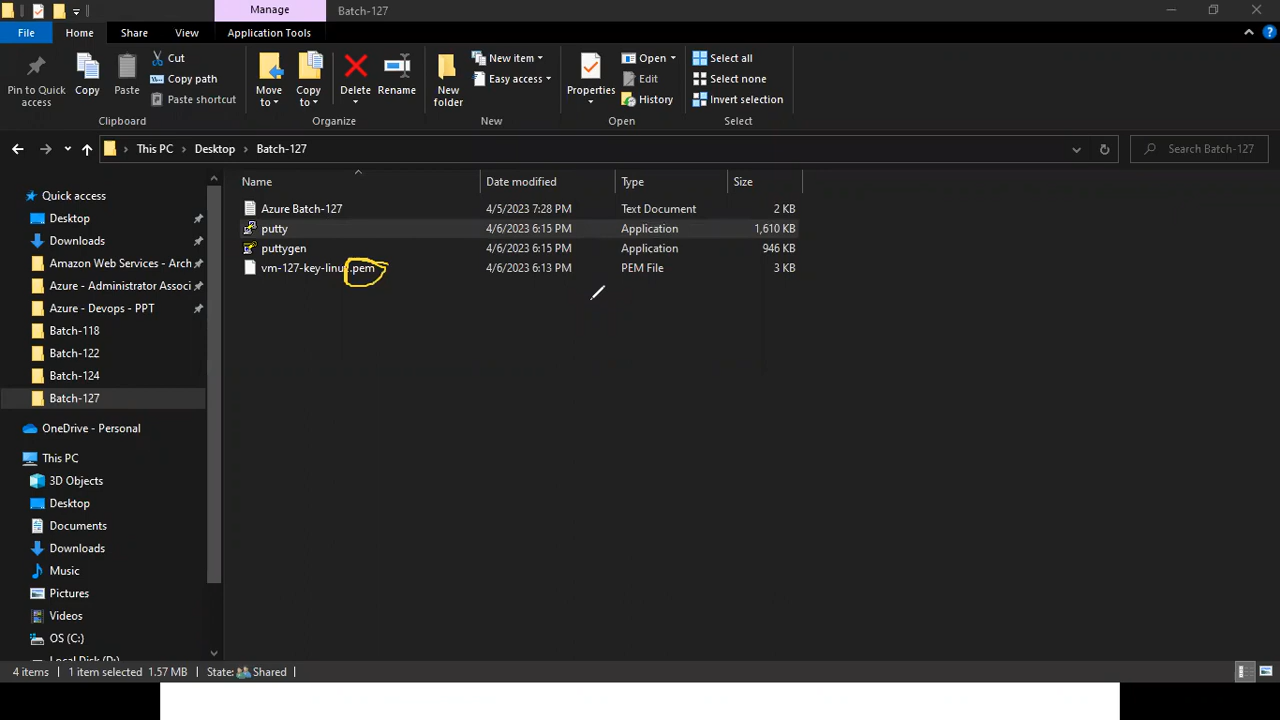 Manage
Batch-127
File
Home
Share
View
Application Tools
Pin to Quick access
Copy
Paste
Cut
Copy path
Paste shortcut
Clipboard
Move to
Copy to
Delete
Rename
Organize
New folder
New item
Easy access
New
Properties
Open
Edit
History
Open
Select all
Select none
Invert selection
Select
This PC
Desktop
Batch-127
Search Batch-127
Name
Date modified
Type
Size
Azure Batch-127 4/5/2023 7:28 PM Text Document 2 KB
putty 4/6/2023 6:15 PM Application 1,610 KB
puttygen 4/6/2023 6:15 PM Application 946 KB
vm-127-key-linux.pem 4/6/2023 6:13 PM PEM File 3 KB
Quick access
Desktop
Downloads
Amazon Web Services - Arch
Azure - Administrator Associ
Azure - Devops - PPT
Batch-118
Batch-122
Batch-124
Batch-127
OneDrive - Personal
This PC
3D Objects
Desktop
Documents
Downloads
Music
Pictures
Videos
OS (C:)
Local Disk (D:)
4 items
1 item selected 1.57 MB
State: Shared